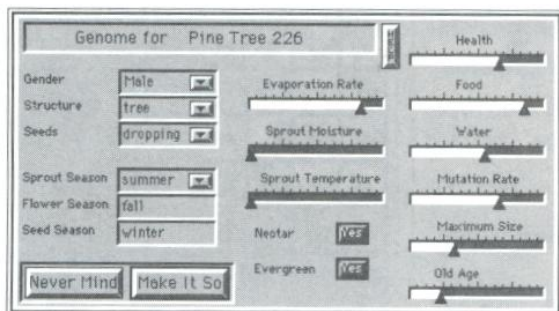 Genome for Pine Tree 226
Gender Male
Structure tree
Seeds dropping
Sprout Season summer
Flower Season fall
Seed Season winter
Never Mind Make It So
Evaporation Rate
Sprout Moisture
Sprout Temperature
Nectar Yes
Evergreen Yes
Health
Food
Water
Mutation Rate
Maximum Size
Old Age